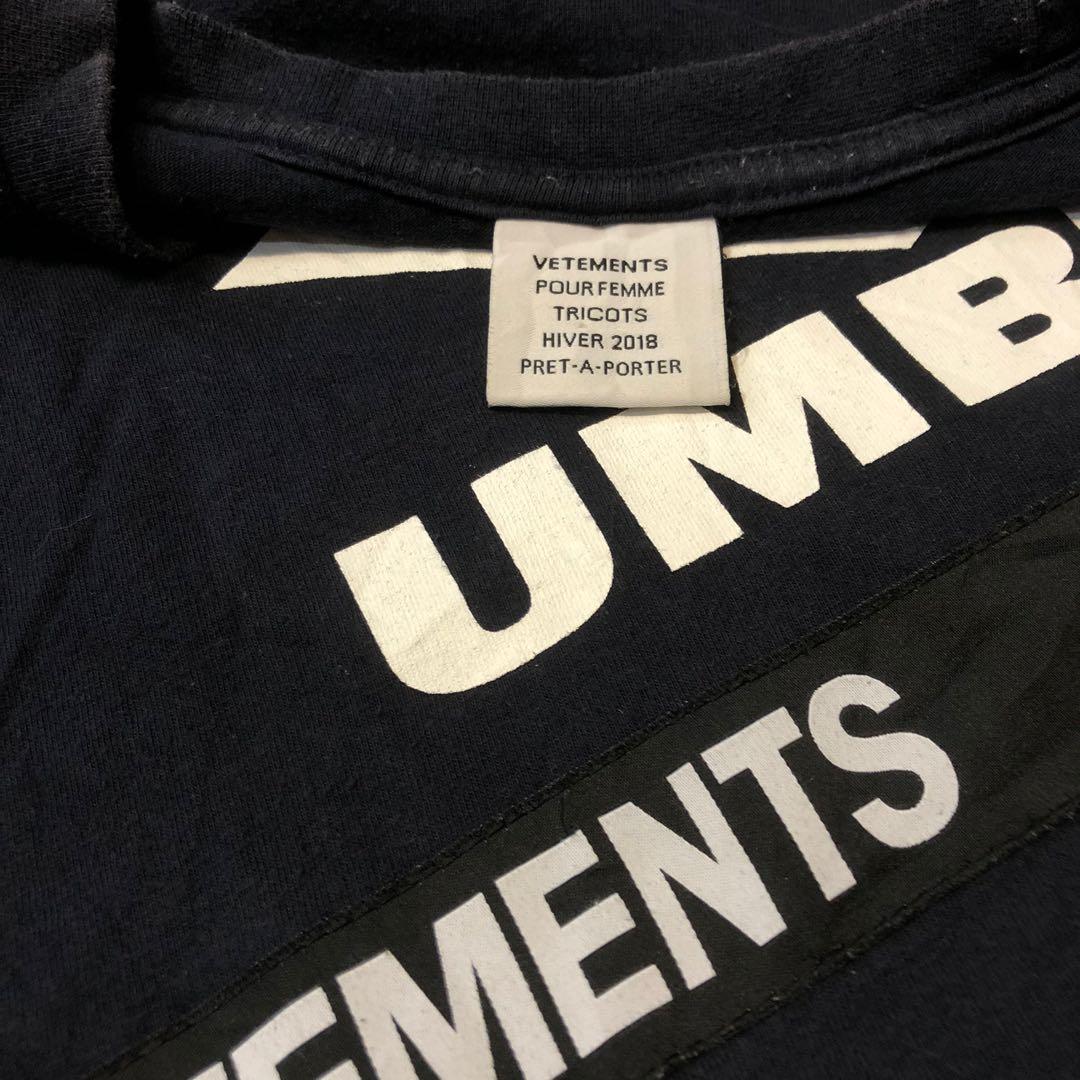 VETEMENTS
POUR FEMME
TRICOTS
HIVER 2018
PRET-A-PORTER
UMB
EMENTS